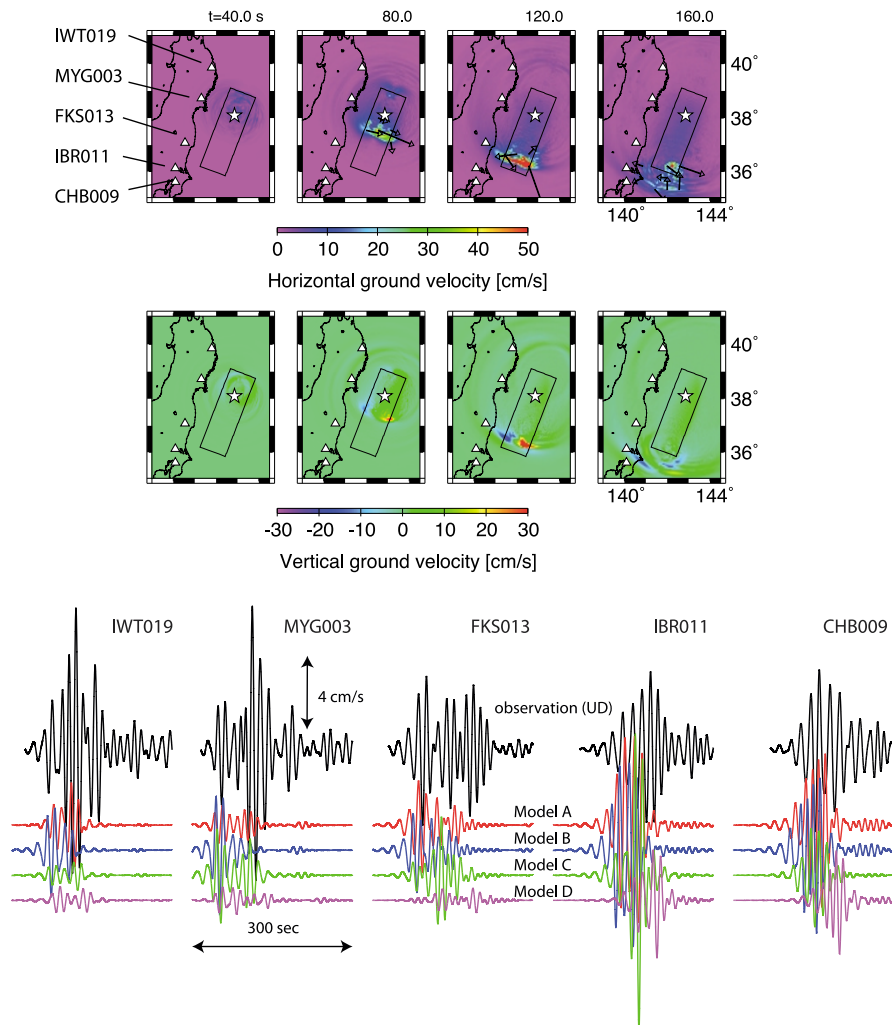 t=40.0 s 80.0 120.0 160.0
IWT019
MYG003
FKS013
IBR011
CHB009
40°
38°
36°
140° 144°
0 10 20 30 40 50
Horizontal ground velocity [cm/s]
40°
38°
36°
140° 144°
-30 -20 -10 0 10 20 30
Vertical ground velocity [cm/s]
IWT019 MYG003 FKS013 IBR011 CHB009
4 cm/s
observation (UD)
Model A
Model B
Model C
Model D
300 sec